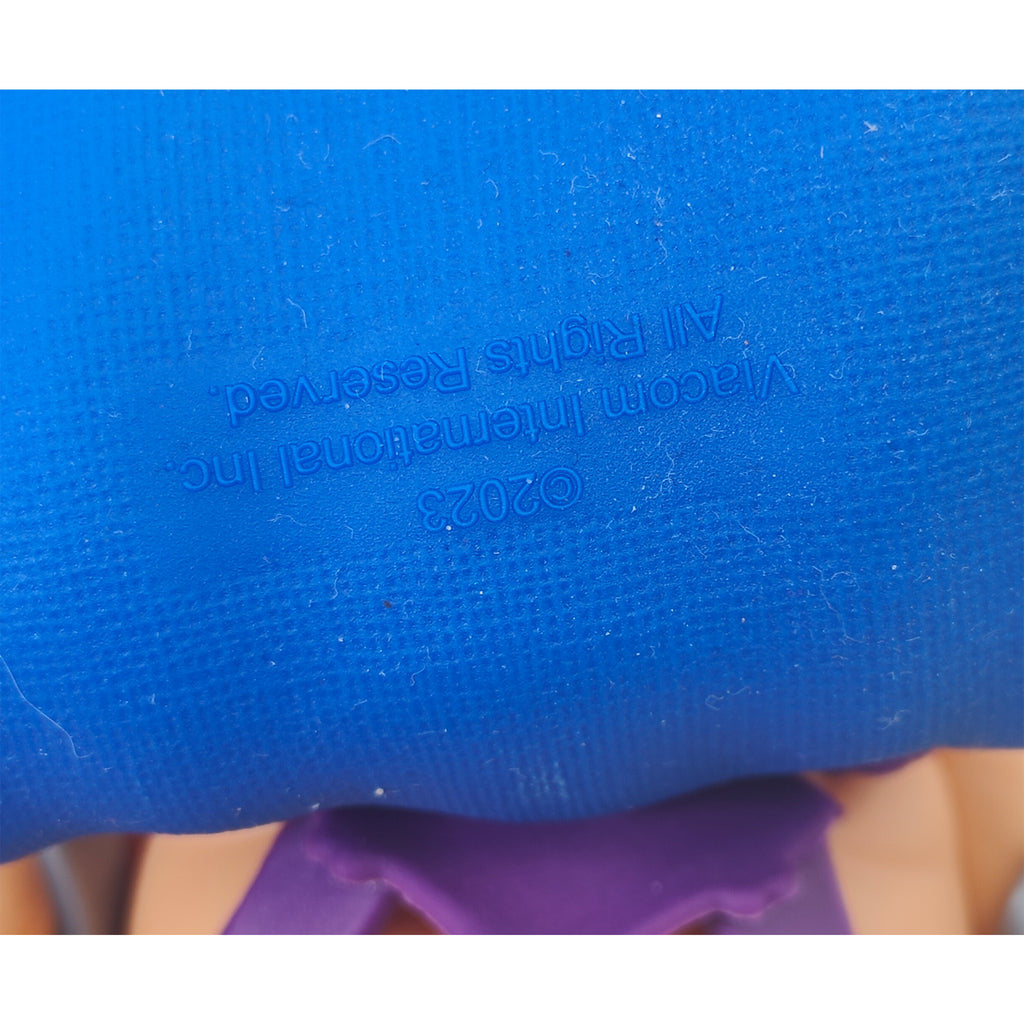 ©2023
Viacom International Inc.
All Rights Reserved.